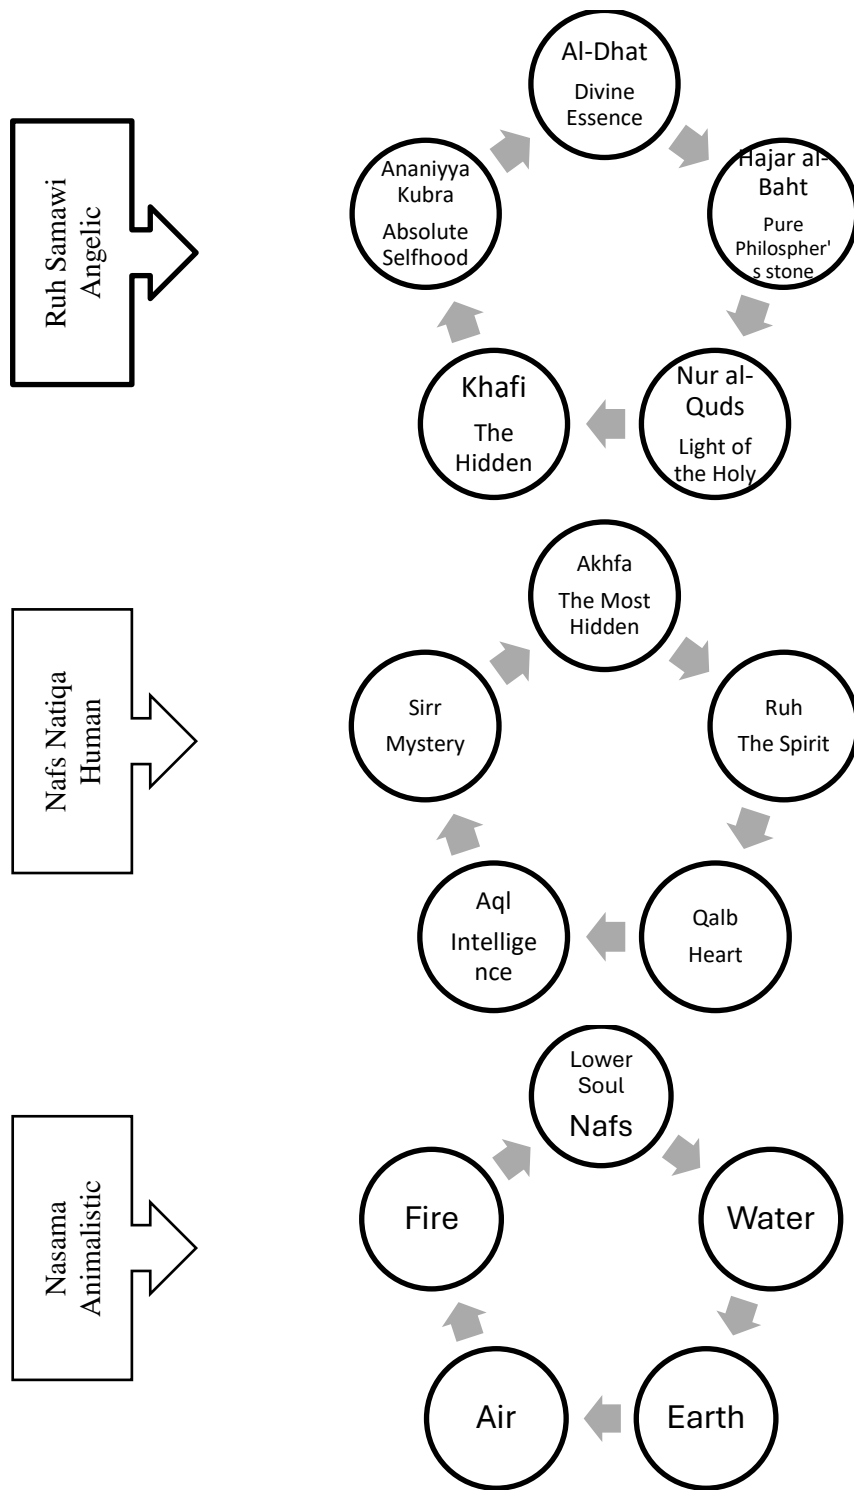 Ruh Samawi
Angelic
Al-Dhat
Divine
Essence
Hajar al-
Baht
Pure
Philospher'
s stone
Nur al-
Quds
Light of
the Holy
Khafi
The
Hidden
Ananiyya
Kubra
Absolute
Selfhood
Nafs Natiqa
Human
Akhfa
The Most
Hidden
Ruh
The Spirit
Qalb
Heart
Aql
Intellige
nce
Sirr
Mystery
Nasama
Animalistic
Lower
Soul
Nafs
Water
Earth
Air
Fire